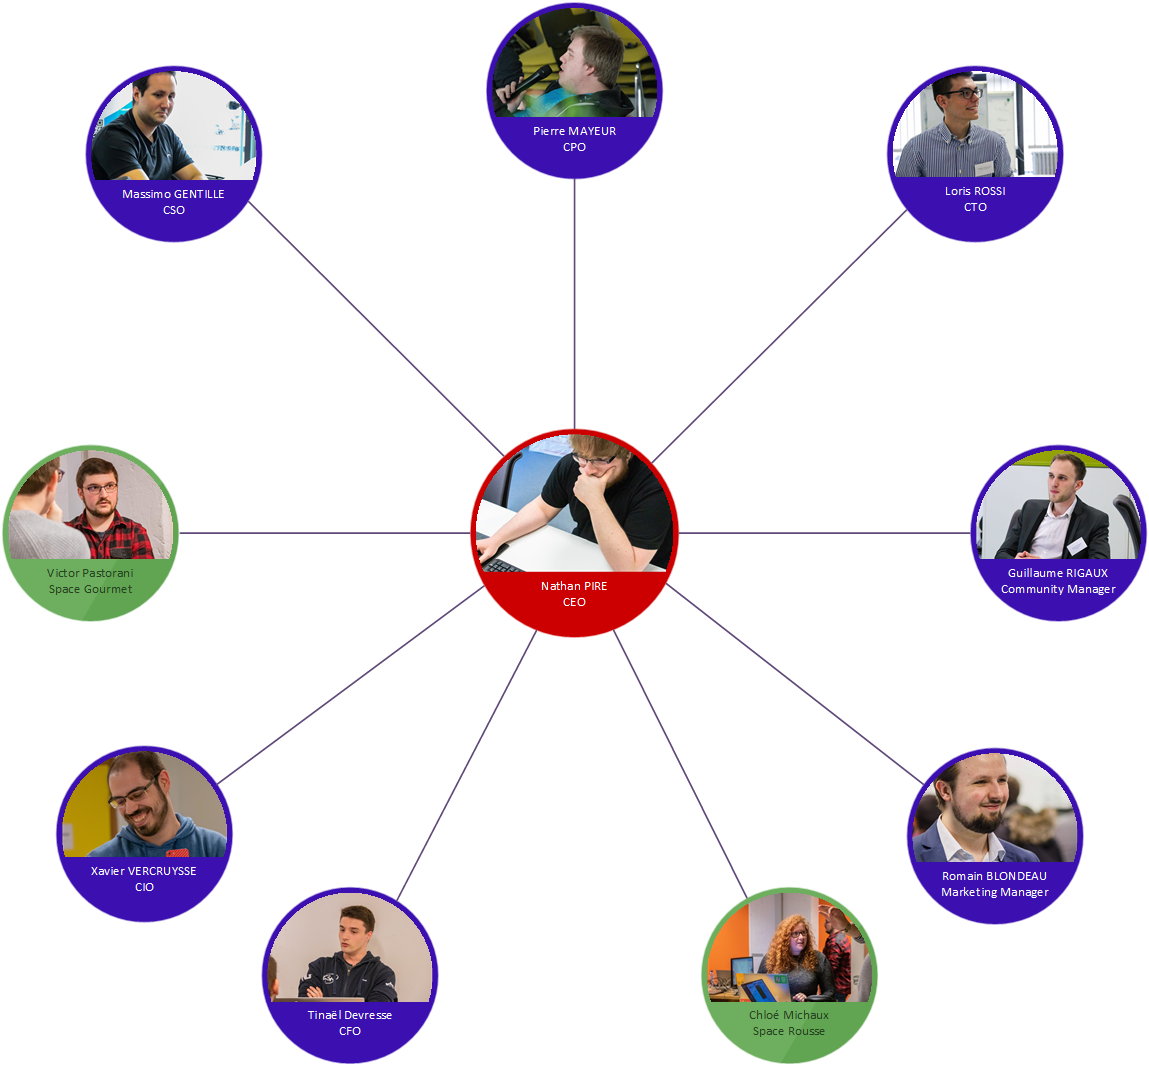 Pierre MAYEUR
CPO
Massimo GENTILLE
CSO
Loris ROSSI
CTO
Victor Pastorani
Space Gourmet
Nathan PIRE
CEO
Guillaume RIGAUX
Community Manager
Xavier VERCRUYSSE
CIO
Romain BLONDEAU
Marketing Manager
Tinaël Devresse
CFO
Chloé Michaux
Space Rousse